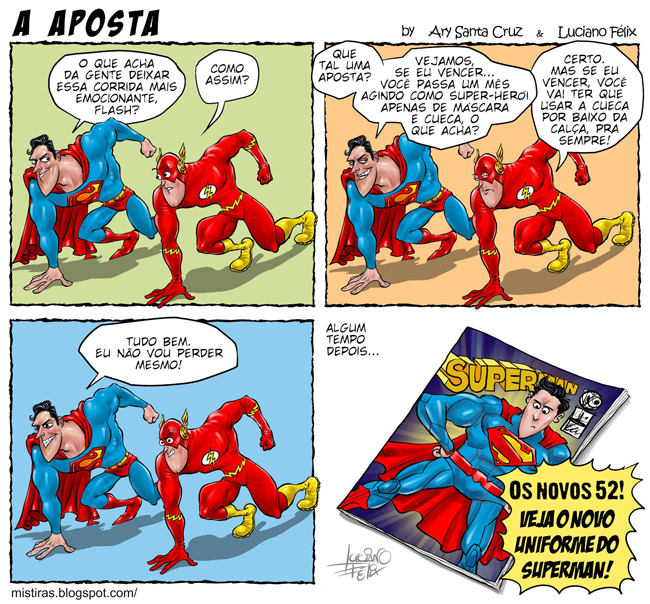 A APOSTA
by Ary Santa Cruz & Luciano Félix
O QUE ACHA
DA GENTE DEIXAR
ESSA CORRIDA MAIS
EMOCIONANTE,
FLASH?
COMO
ASSIM?
QUE
TAL UMA
APOSTA?
VEJAMOS,
SE EU VENCER...
VOCÊ PASSA UM MÊS
AGINDO COMO SUPER-HEROI
APENAS DE MASCARA
E CUECA, O
QUE ACHA?
CERTO.
MAS SE EU
VENCER, VOCÊ
VAI TER QUE
USAR A CUECA
POR BAIXO DA
CALÇA, PRA
SEMPRE!
TUDO BEM.
EU NÃO VOU PERDER
MESMO!
ALGUM
TEMPO
DEPOIS...
SUPERMAN
OS NOVOS 52!
VEJA O NOVO
UNIFORME DO
SUPERMAN!
LUCIANO
FÉLIX
mistiras.blogspot.com/